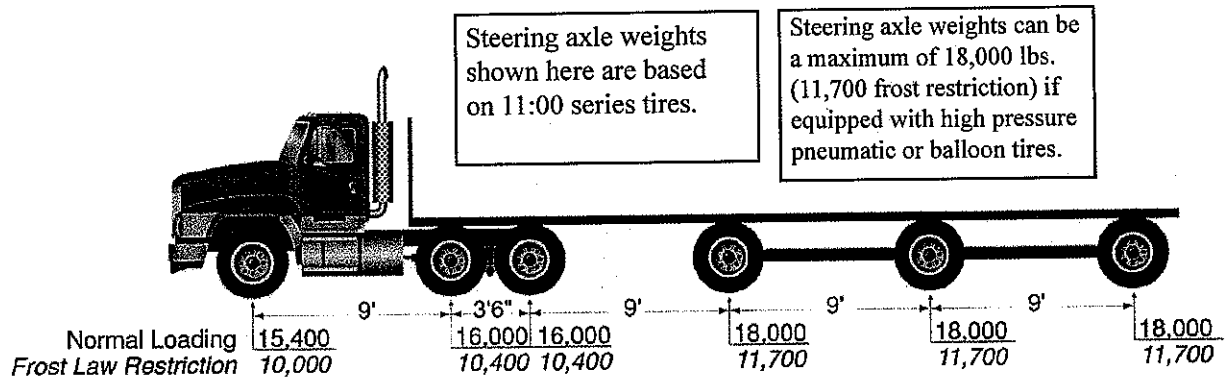 Steering axle weights
shown here are based
on 11:00 series tires.
Steering axle weights can be
a maximum of 18,000 lbs.
(11,700 frost restriction) if
equipped with high pressure
pneumatic or balloon tires.
9' 3'6" 9' 9' 9'
Normal Loading 15,400 16,000 16,000 18,000 18,000 18,000
Frost Law Restriction 10,000 10,400 10,400 11,700 11,700 11,700